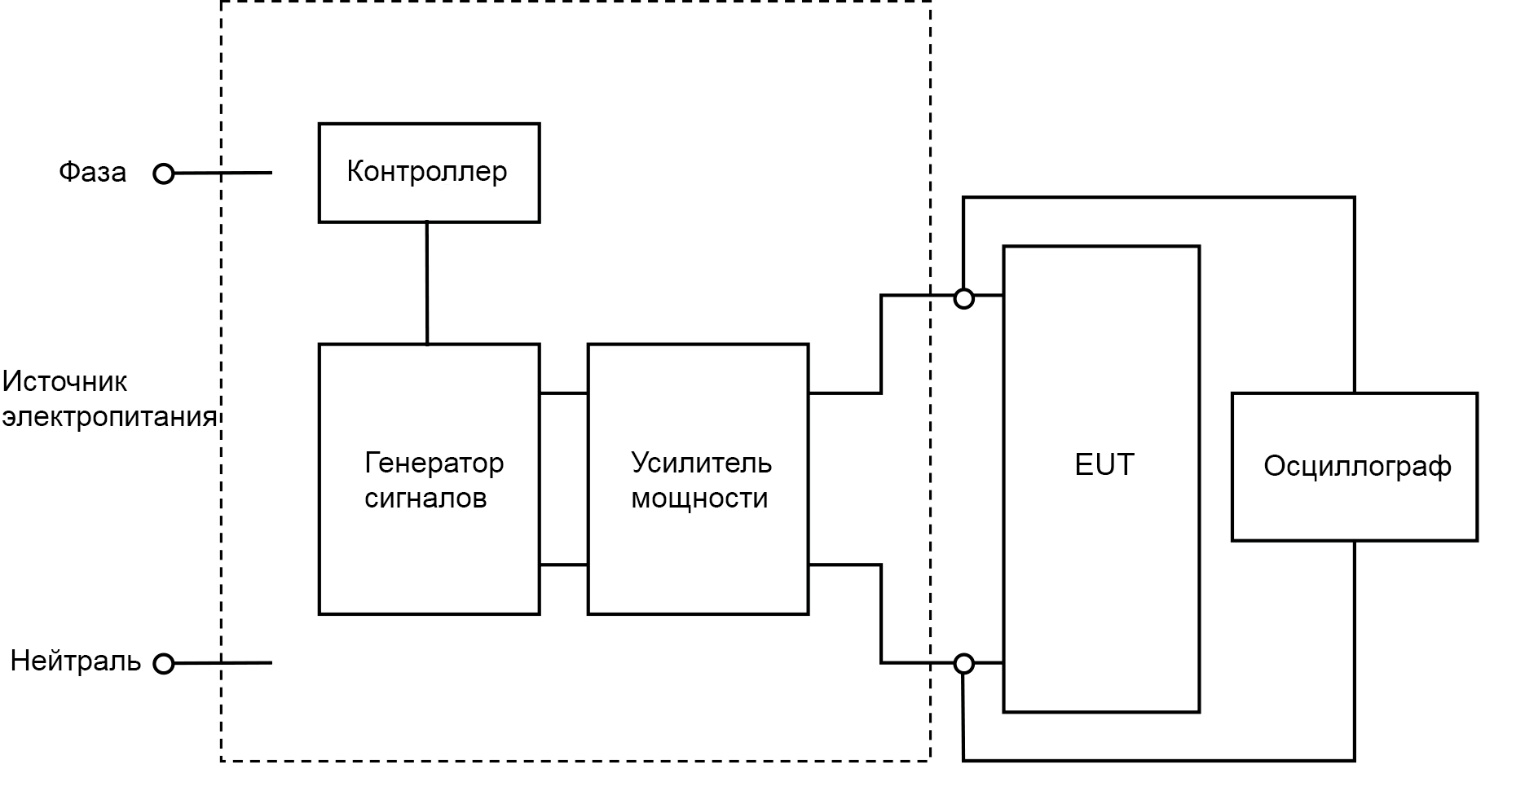 Фаза
Контроллер
Источник
электропитания
Генератор
сигналов
Усилитель
мощности
EUT
Осциллограф
Нейтраль